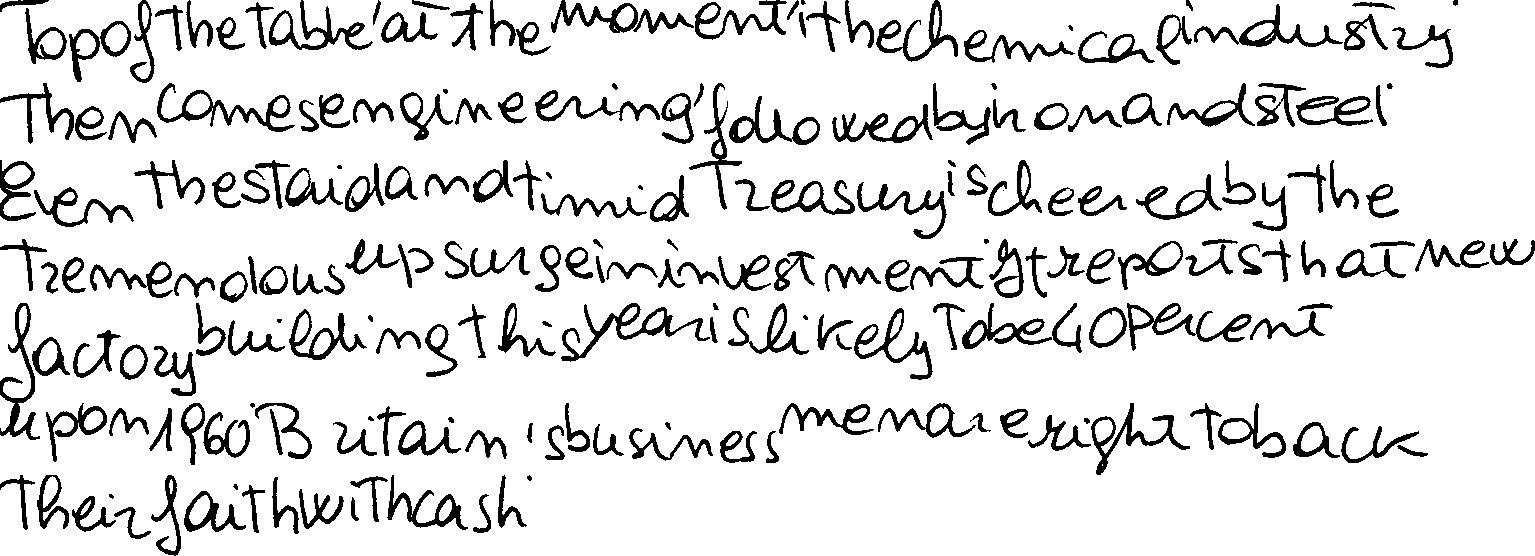 Top of the table' at the moment' i the chemical industry
Then comes engineering' followed by iron and steel
Even the staid and timid Treasury is cheered by the
tremendous upsurge in investment. It reports that new
factory building this year is likely to be 40 per cent
up on 1960. Britain's business men are right to back
their faith with cash.